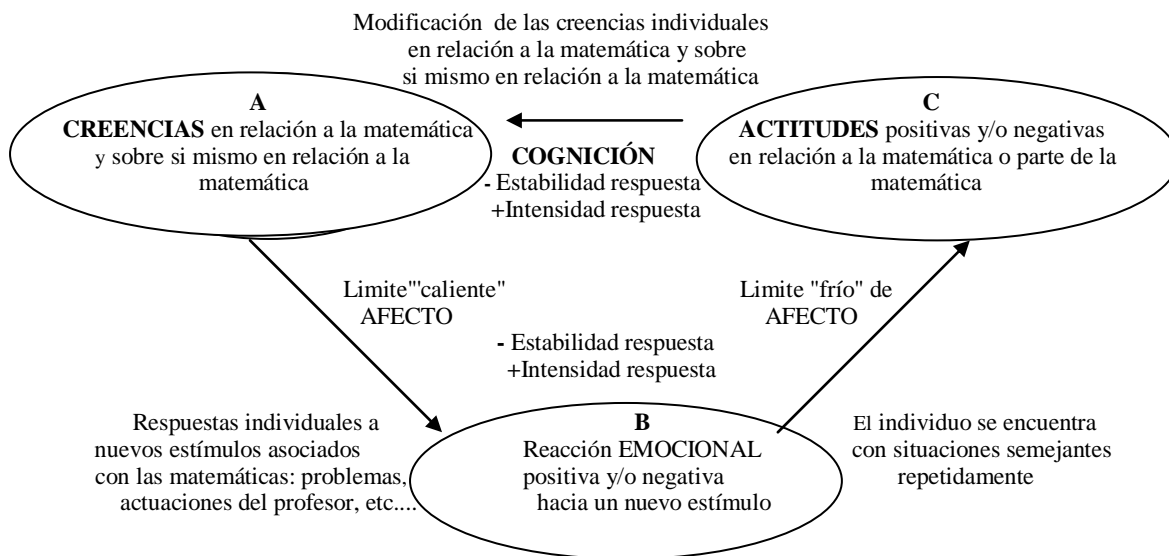 Modificación de las creencias individuales
en relación a la matemática y sobre
si mismo en relación a la matemática
A
CREENCIAS en relación a la matemática
y sobre si mismo en relación a la
matemática
C
ACTITUDES positivas y/o negativas
en relación a la matemática o parte de la
matemática
COGNICIÓN
- Estabilidad respuesta
+Intensidad respuesta
Limite"'caliente"
AFECTO
Limite "frío" de
AFECTO
- Estabilidad respuesta
+Intensidad respuesta
Respuestas individuales a
nuevos estímulos asociados
con las matemáticas: problemas,
actuaciones del profesor, etc....
B
Reacción EMOCIONAL
positiva y/o negativa
hacia un nuevo estímulo
El individuo se encuentra
con situaciones semejantes
repetidamente